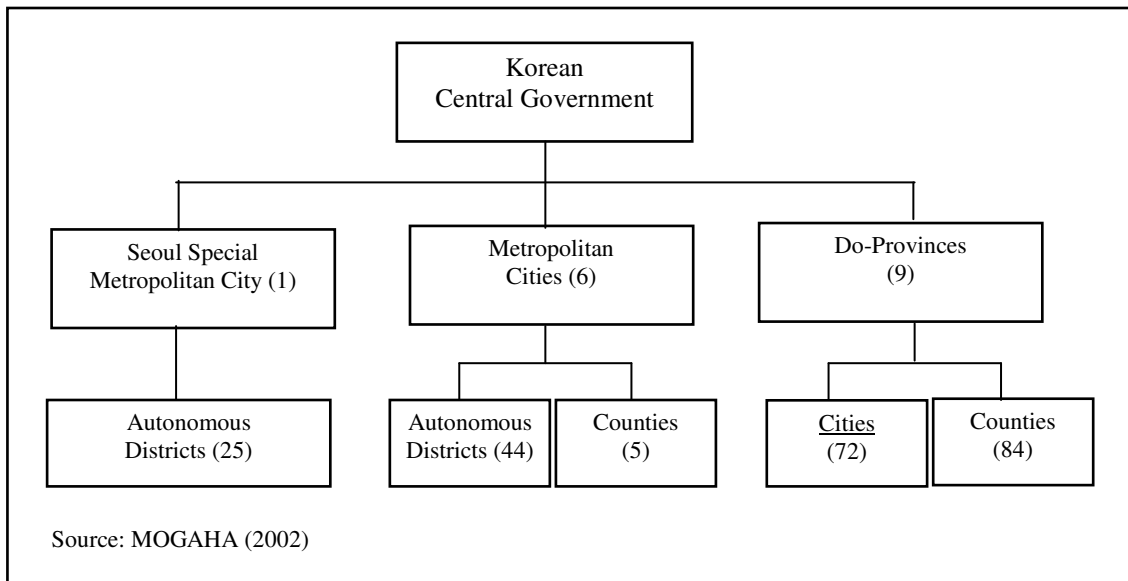 Korean
Central Government
Seoul Special
Metropolitan City (1)
Metropolitan
Cities (6)
Do-Provinces
(9)
Autonomous
Districts (25)
Autonomous
Districts (44)
Counties
(5)
Cities
(72)
Counties
(84)
Source: MOGAHA (2002)